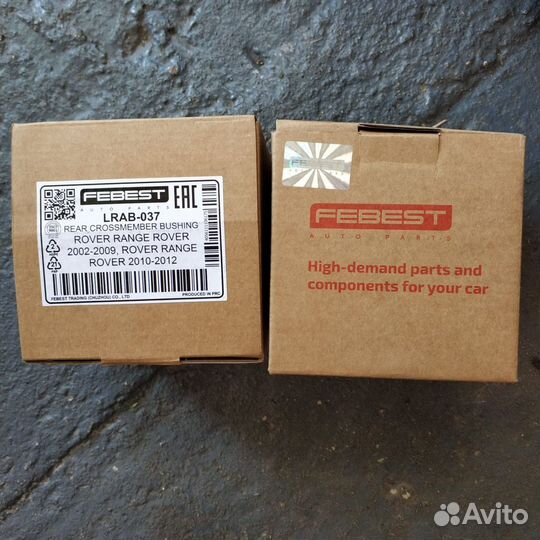 FEBEST
AUTO PARTS
EAC
LRAB-037
REAR CROSSMEMBER BUSHING
ROVER RANGE ROVER
2002-2009, ROVER RANGE
ROVER 2010-2012
FEBEST TRADING (CHUZHOU) CO., LTD
PRODUCED IN PRC
FEBEST
FEBEST
AUTO PARTS
High-demand parts and
components for your car
Avito